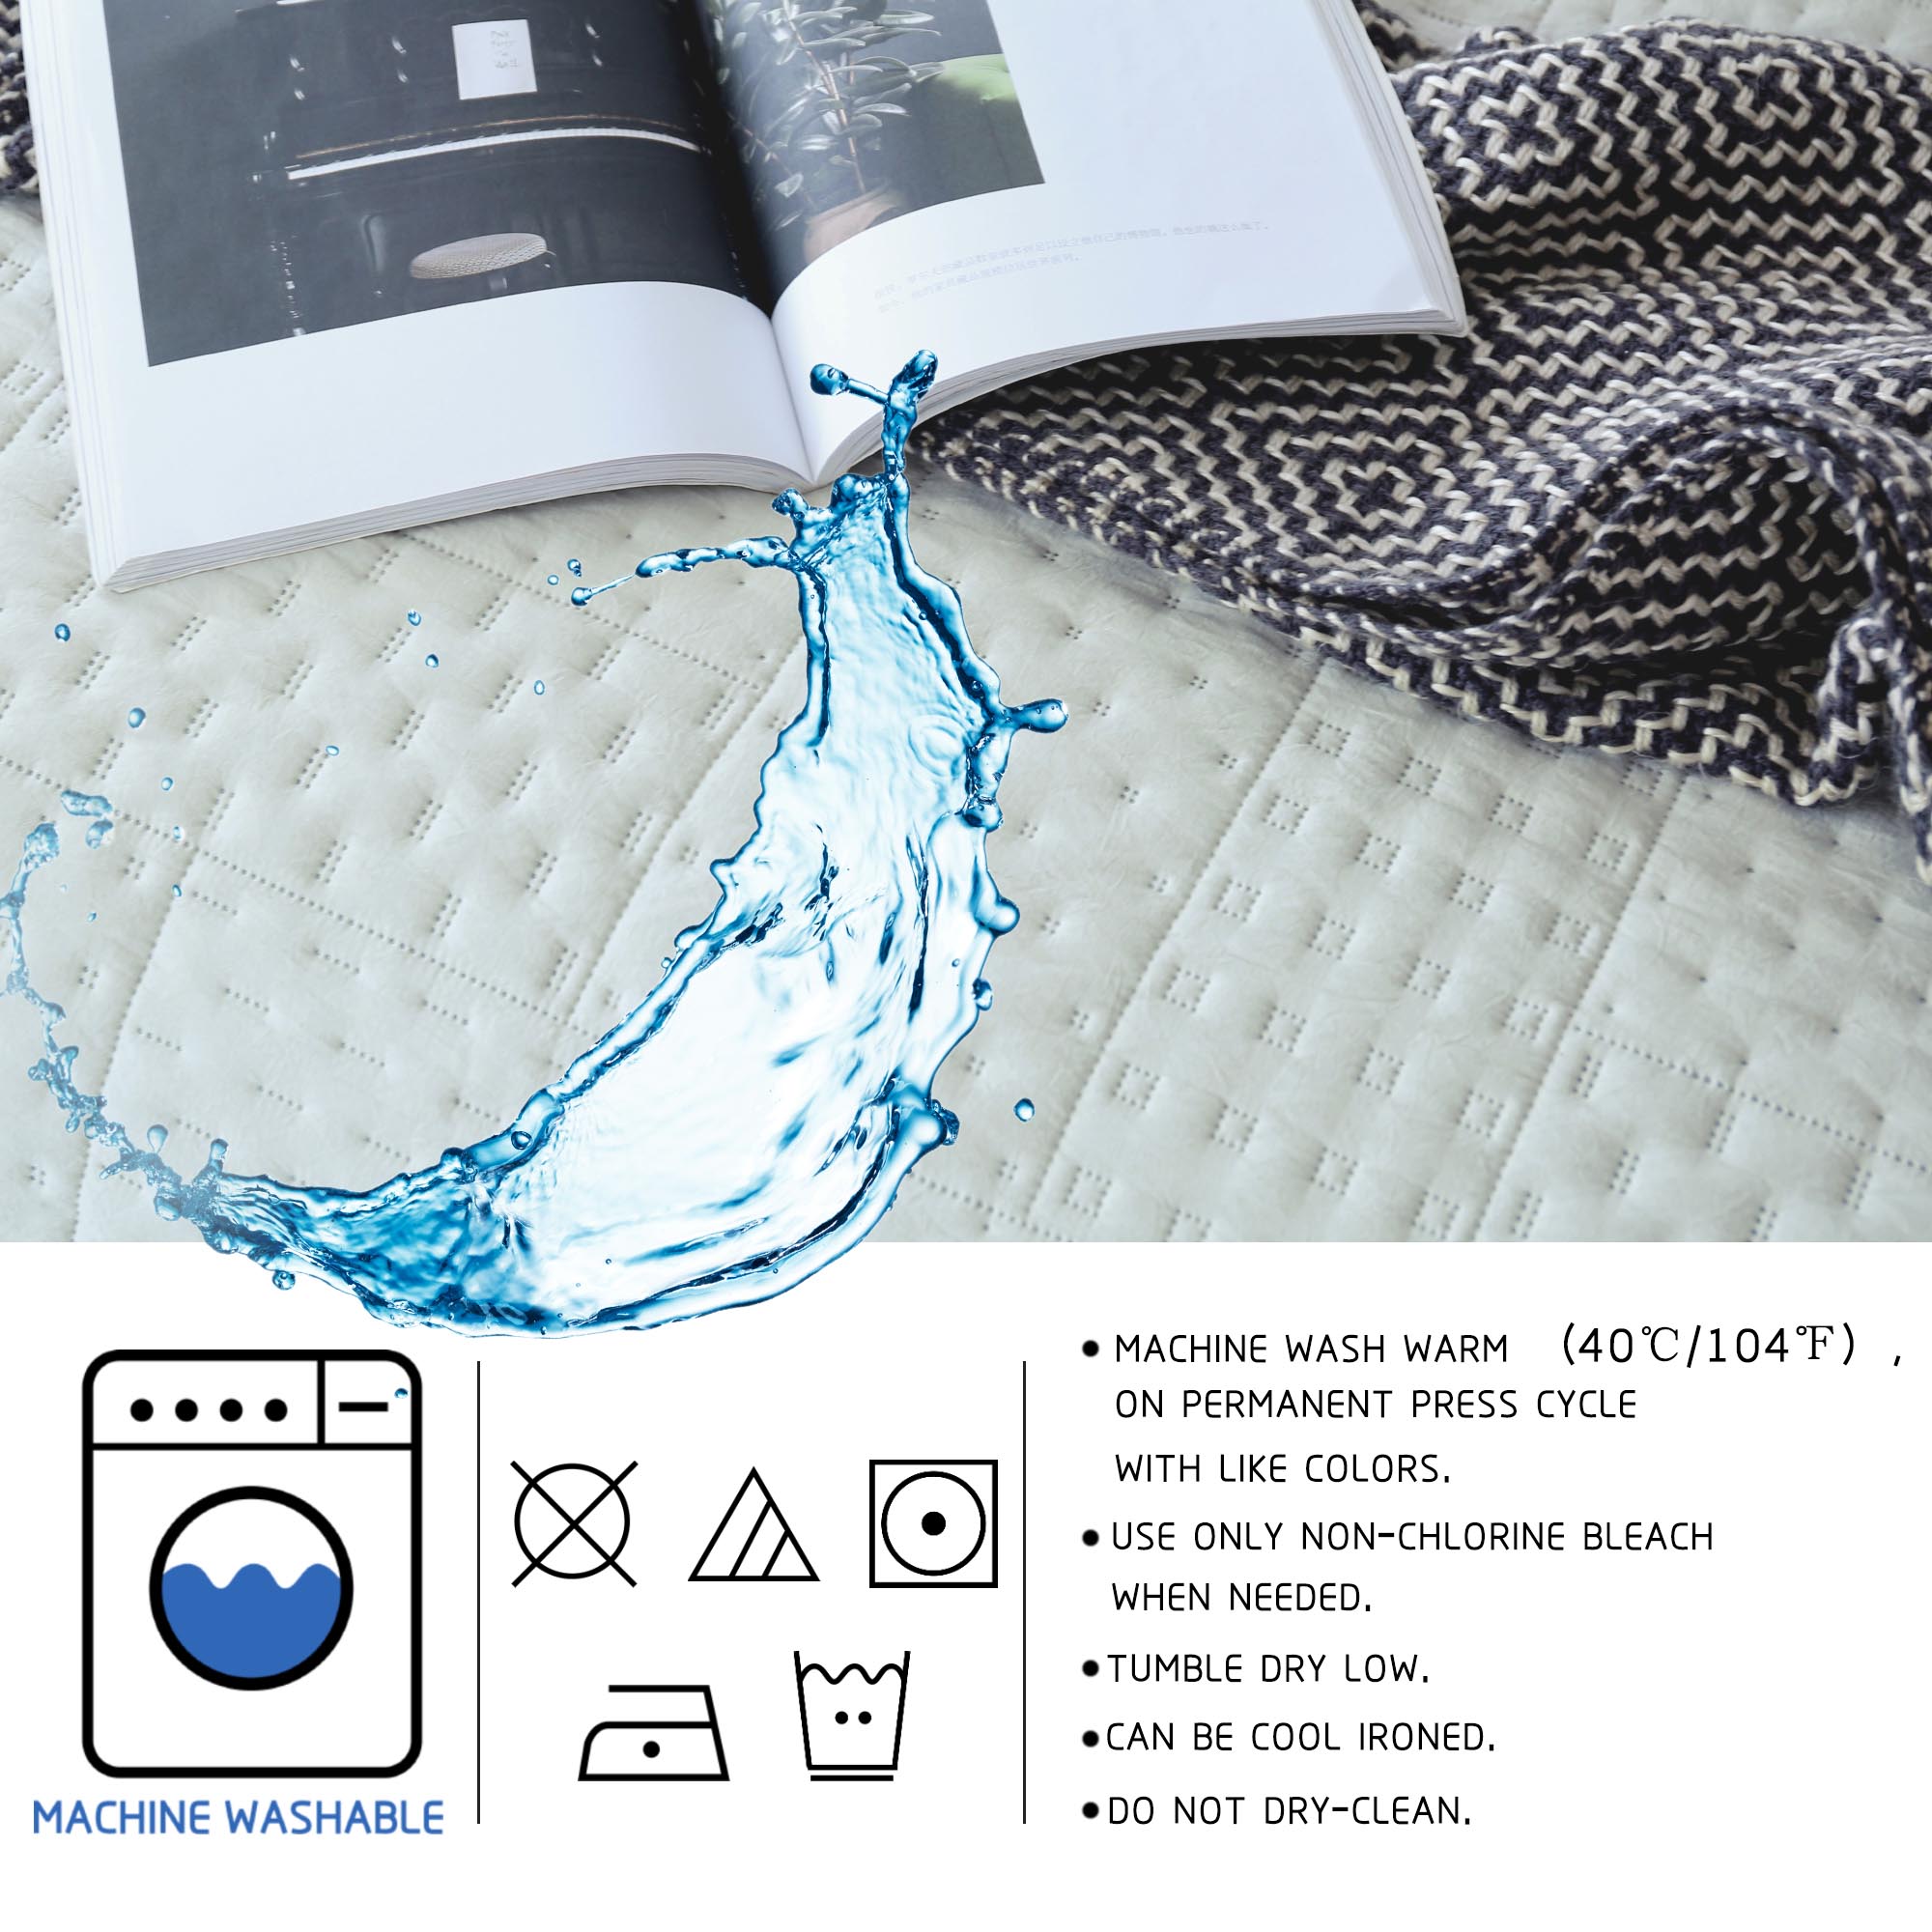 MACHINE WASH WARM (40℃/104℉) ,
ON PERMANENT PRESS CYCLE
WITH LIKE COLORS.
USE ONLY NON-CHLORINE BLEACH
WHEN NEEDED.
TUMBLE DRY LOW.
CAN BE COOL IRONED.
DO NOT DRY-CLEAN.
MACHINE WASHABLE